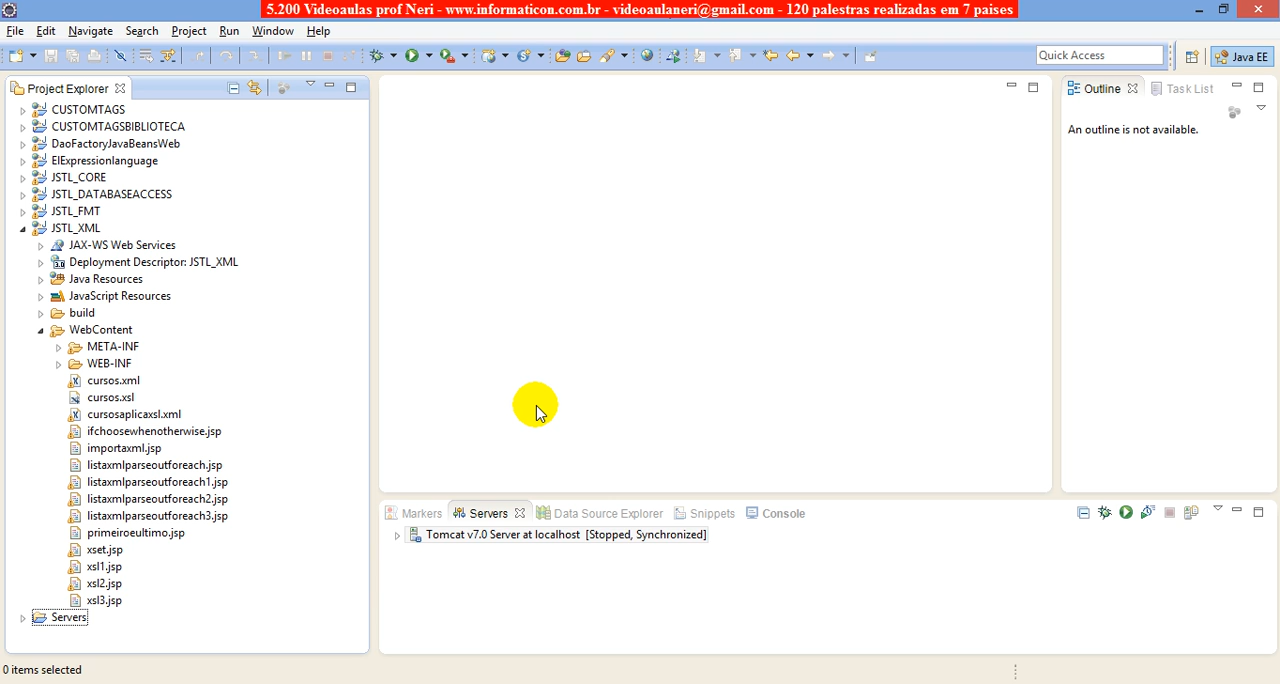 5.200 Videoaulas prof Neri - www.informaticon.com.br - videoaulaneri@gmail.com - 120 palestras realizadas em 7 paises
File Edit Navigate Search Project Run Window Help
Quick Access
Java EE
Project Explorer
CUSTOMTAGS
CUSTOMTAGSBIBLIOTECA
DaoFactoryJavaBeansWeb
ElExpressionlanguage
JSTL_CORE
JSTL_DATABASEACCESS
JSTL_FMT
JSTL_XML
JAX-WS Web Services
Deployment Descriptor: JSTL_XML
Java Resources
JavaScript Resources
build
WebContent
META-INF
WEB-INF
cursos.xml
cursos.xsl
cursosaplicaxsl.xml
ifchoosewhenotherwise.jsp
importaxml.jsp
listaxmlparseoutforeach.jsp
listaxmlparseoutforeach1.jsp
listaxmlparseoutforeach2.jsp
listaxmlparseoutforeach3.jsp
primeiroeultimo.jsp
xset.jsp
xsl1.jsp
xsl2.jsp
xsl3.jsp
Servers
Outline Task List
An outline is not available.
Markers Servers Data Source Explorer Snippets Console
Tomcat v7.0 Server at localhost [Stopped, Synchronized]
0 items selected